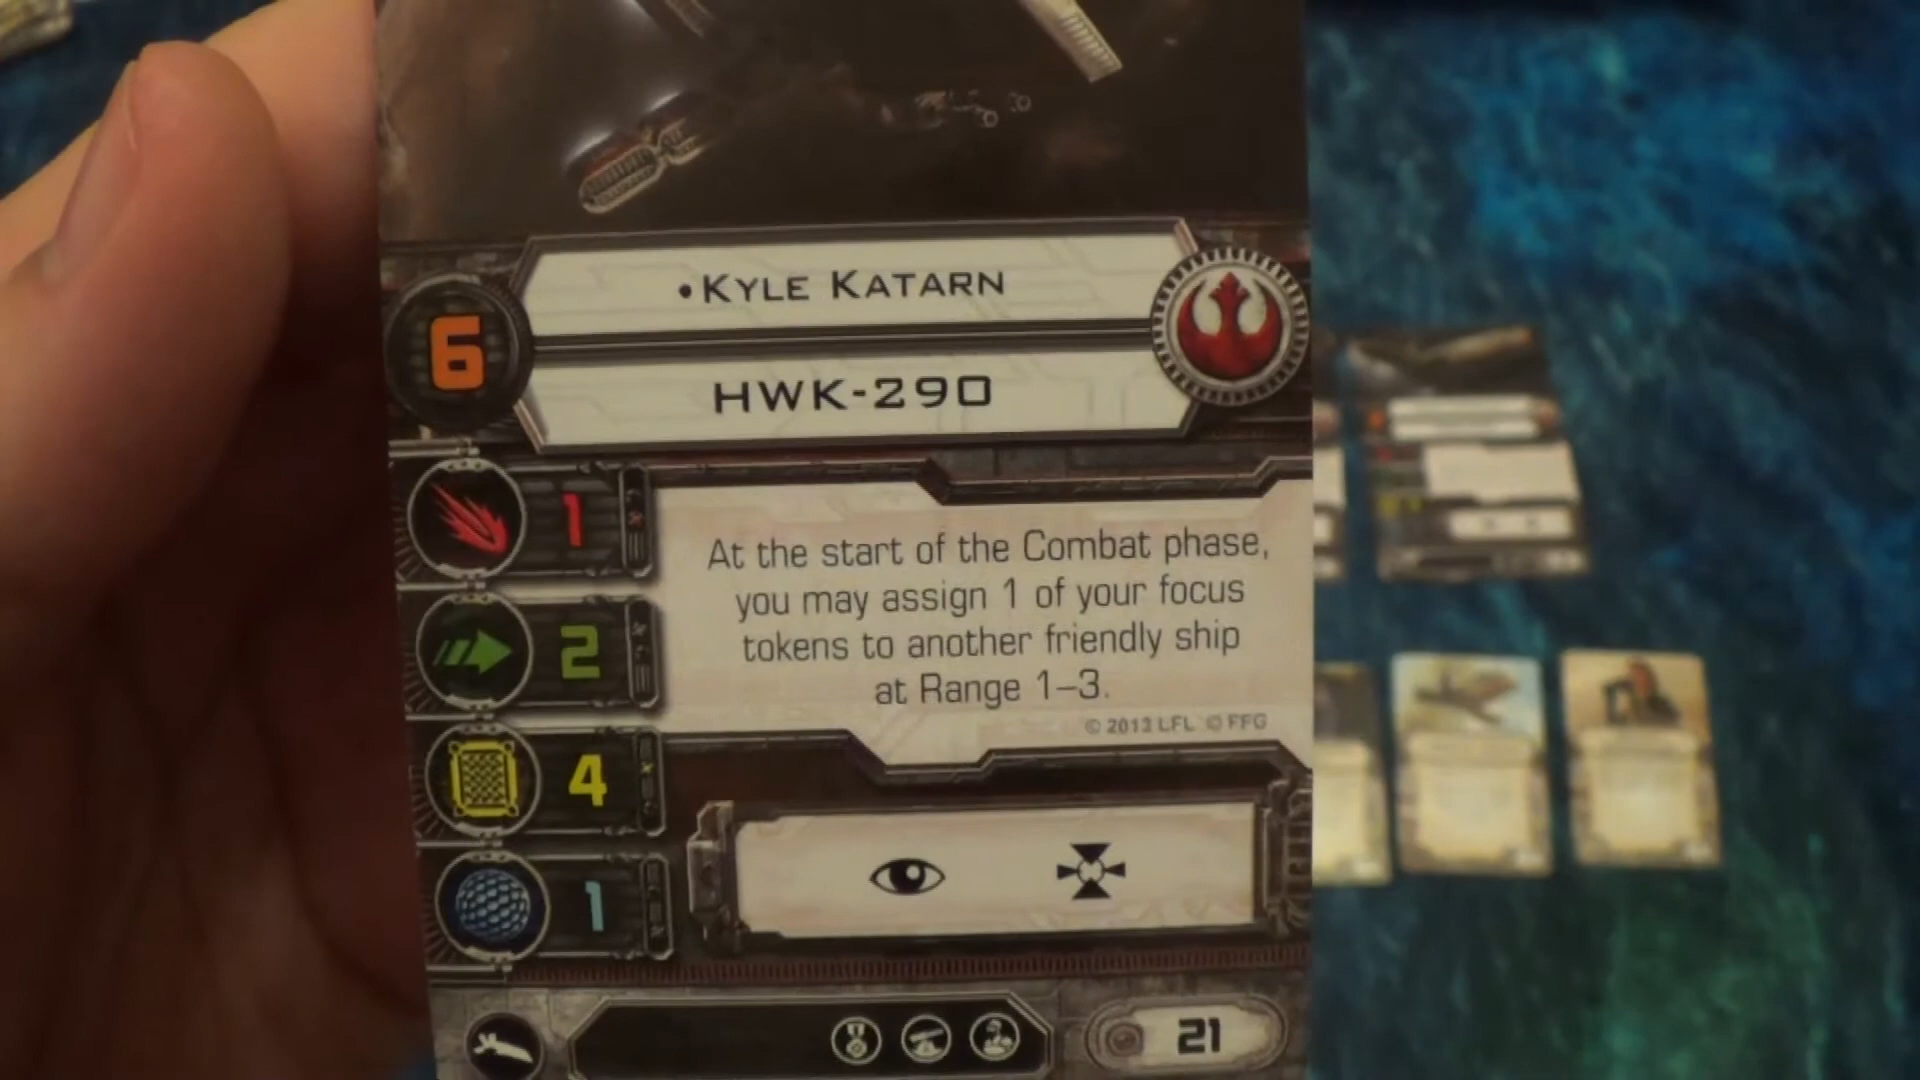 •KYLE KATARN
6
HWK-290
1
At the start of the Combat phase,
you may assign 1 of your focus
tokens to another friendly ship
at Range 1–3.
2
© 2013 LFL © FFG
4
1
21